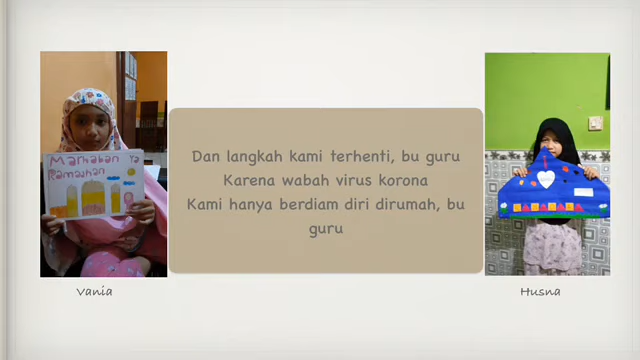 Marhaban Ya
Ramadhan
Dan langkah kami terhenti, bu guru
Karena wabah virus korona
Kami hanya berdiam diri dirumah, bu
guru
Vania
Husna